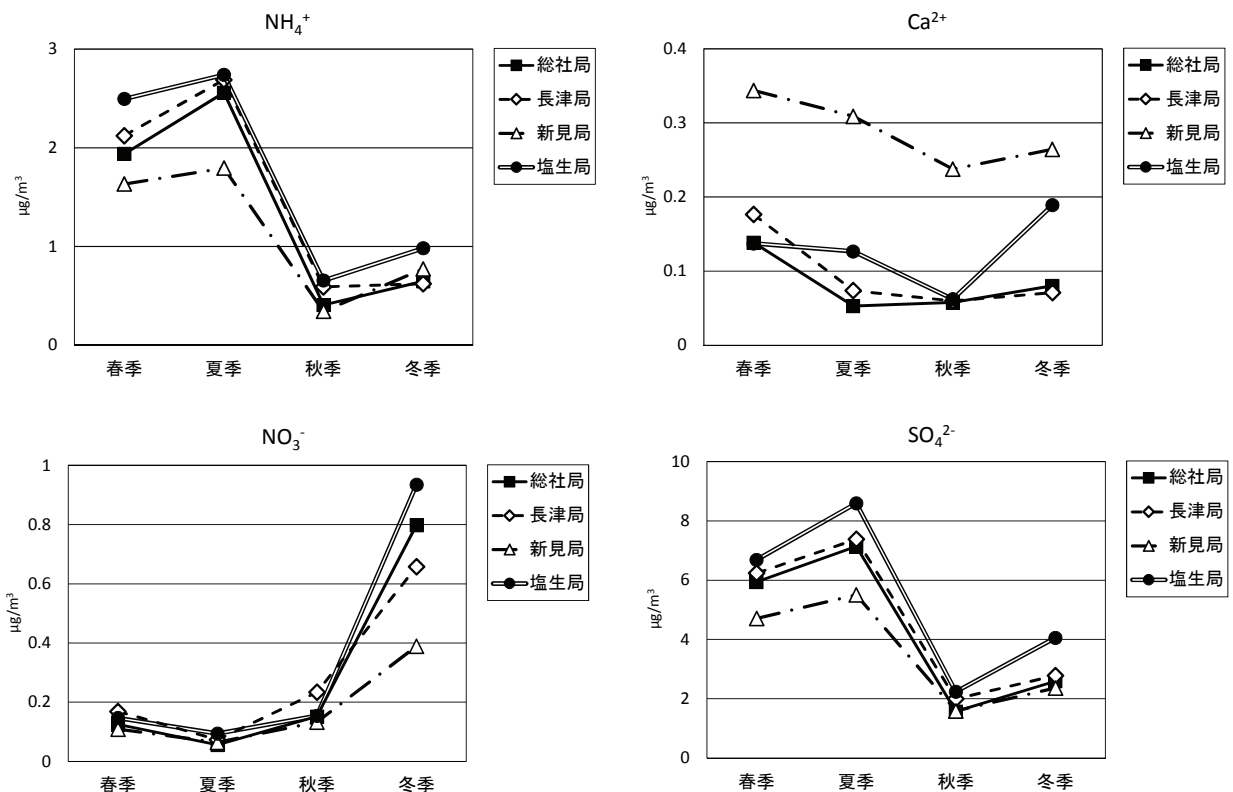 NH₄⁺
3
2
1
0
μg/m³
春季 夏季 秋季 冬季
総社局
長津局
新見局
塩生局
Ca²⁺
0.4
0.3
0.2
0.1
0
μg/m³
春季 夏季 秋季 冬季
総社局
長津局
新見局
塩生局
NO₃⁻
1
0.8
0.6
0.4
0.2
0
μg/m³
春季 夏季 秋季 冬季
総社局
長津局
新見局
塩生局
SO₄²⁻
10
8
6
4
2
0
μg/m³
春季 夏季 秋季 冬季
総社局
長津局
新見局
塩生局